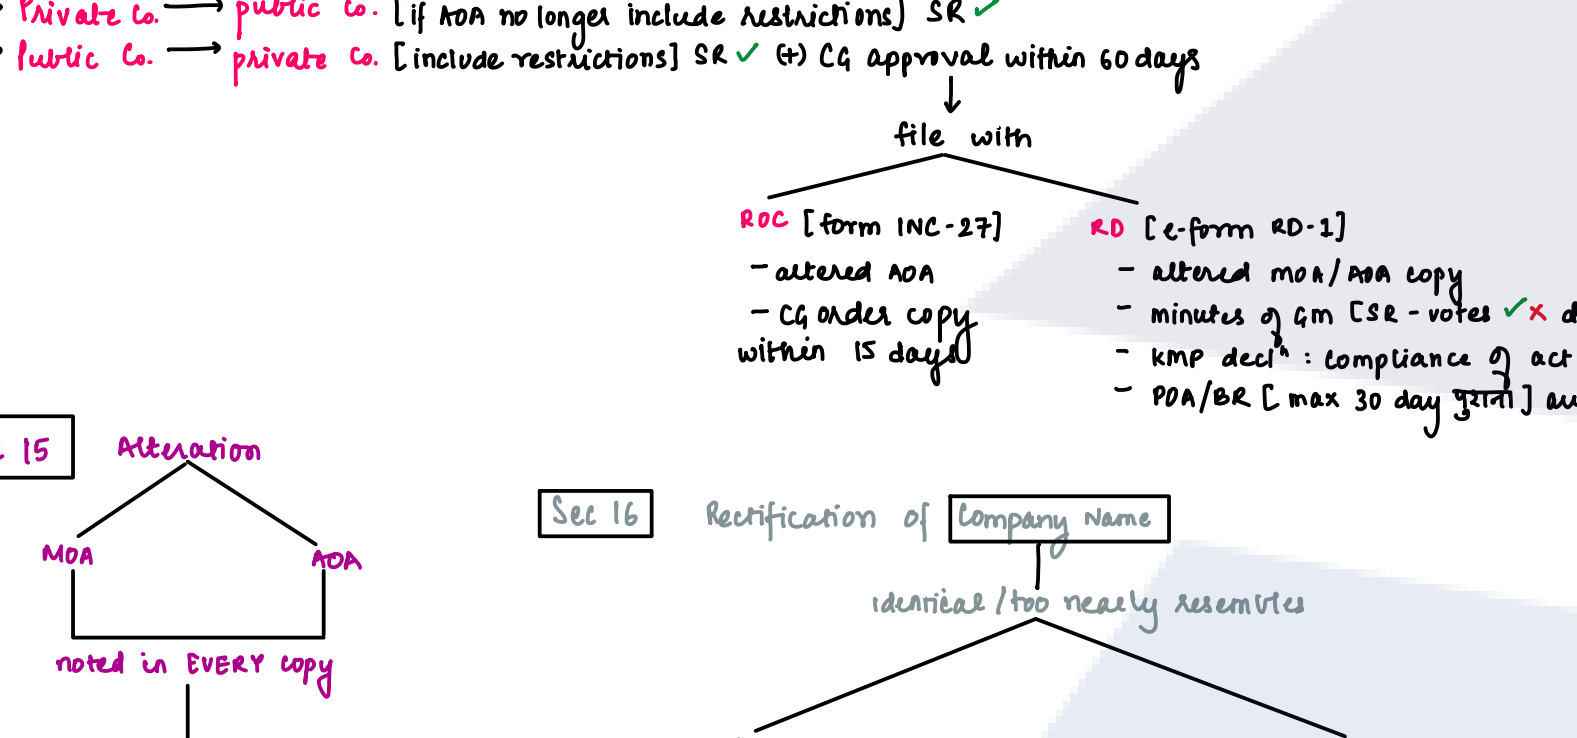 Private Co. → public Co. [if AOA no longer include restrictions] SR ✓
Public Co. → private Co. [include restrictions] SR ✓ (+) CG approval within 60 days
file with
ROC [form INC-27]
- altered AOA
- CG order copy
within 15 days
RD [e-form RD-1]
- altered MOA/AOA copy
- minutes of GM [SR - votes ✓ ×
- KMP declⁿ : compliance of act
- POA/BR [max 30 day पुराना]
15
Alteration
MOA
AOA
noted in EVERY copy
Sec 16
Rectification of Company Name
identical / too nearly resembles